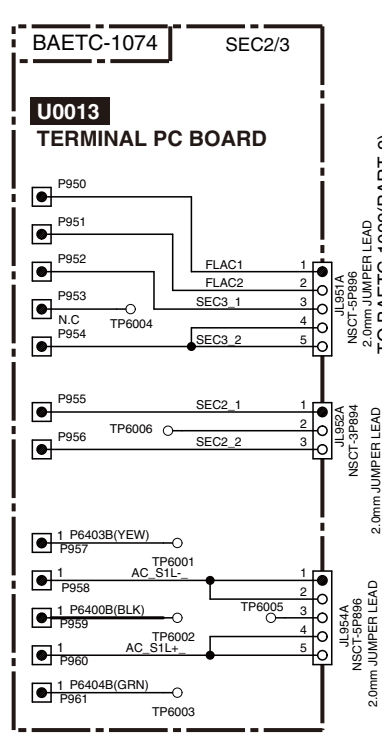 BAETC-1074 SEC2/3
U0013
TERMINAL PC BOARD
P950
P951
P952
P953
N.C
TP6004
P954
FLAC1 1
FLAC2 2
SEC3_1 3
4
SEC3_2 5
JL951A
NSCT-5P896
2.0mm JUMPER LEAD
P955
SEC2_1 1
TP6006 2
P956
SEC2_2 3
JL952A
NSCT-3P894
2.0mm JUMPER LEAD
1 P6403B(YEW)
P957
TP6001
1 AC_S1L-_ 1
P958
2
1 P6400B(BLK)
P959
TP6005 3
TP6002
4
1 AC_S1L+_ 5
P960
1 P6404B(GRN)
P961
TP6003
JL954A
NSCT-5P896
2.0mm JUMPER LEAD